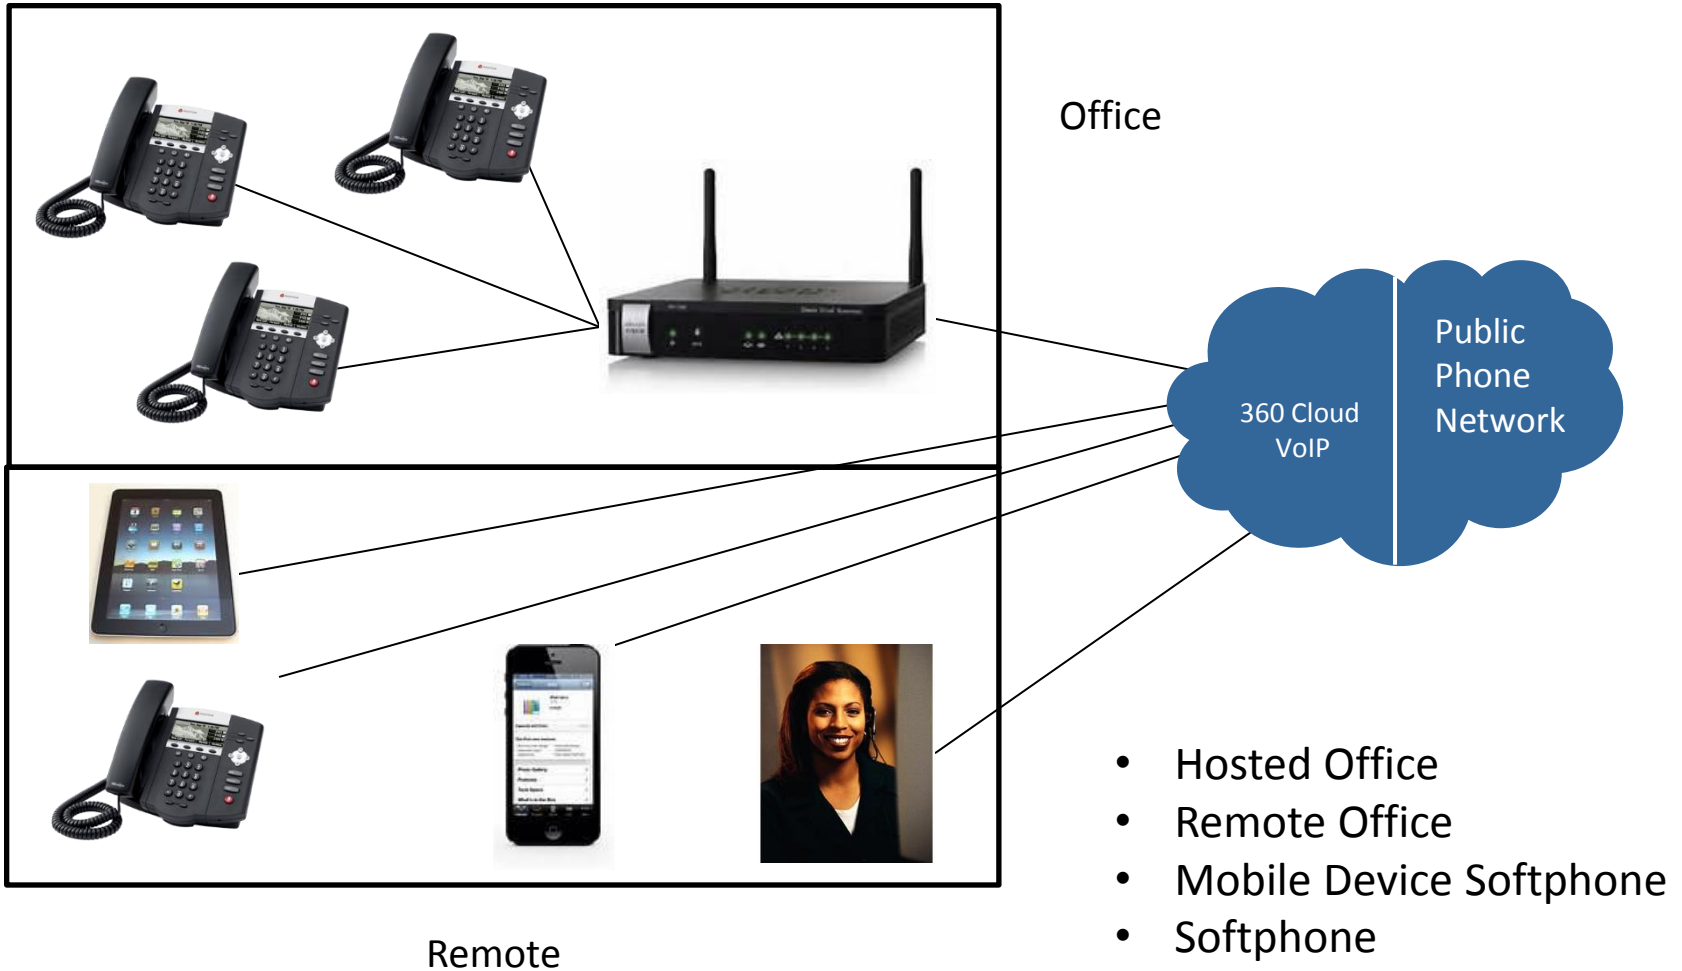 Office
Public
Phone
Network
360 Cloud
VoIP
• Hosted Office
• Remote Office
• Mobile Device Softphone
• Softphone
Remote